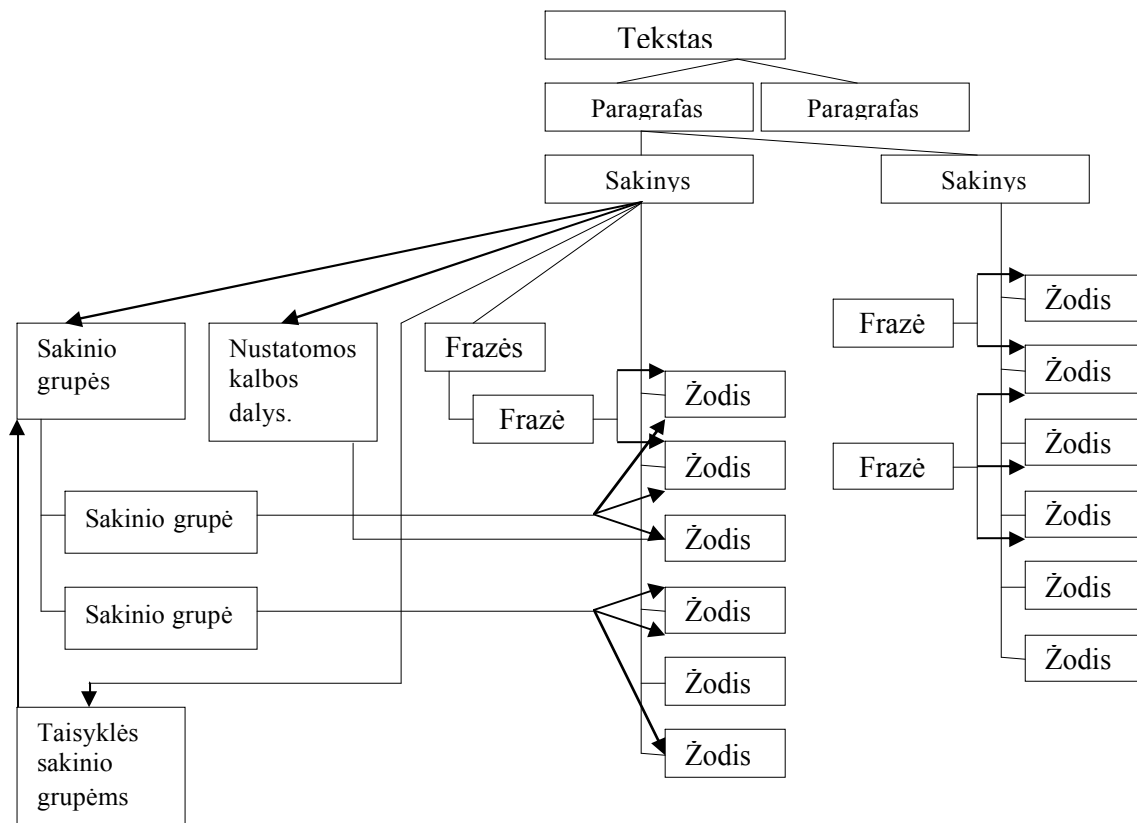 Tekstas
Paragrafas
Paragrafas
Sakinys
Sakinys
Žodis
Frazė
Sakinio
grupės
Nustatomos
kalbos
dalys.
Frazės
Žodis
Frazė
Žodis
Žodis
Žodis
Frazė
Žodis
Sakinio grupė
Žodis
Žodis
Sakinio grupė
Žodis
Žodis
Žodis
Žodis
Taisyklės
sakinio
grupėms
Žodis